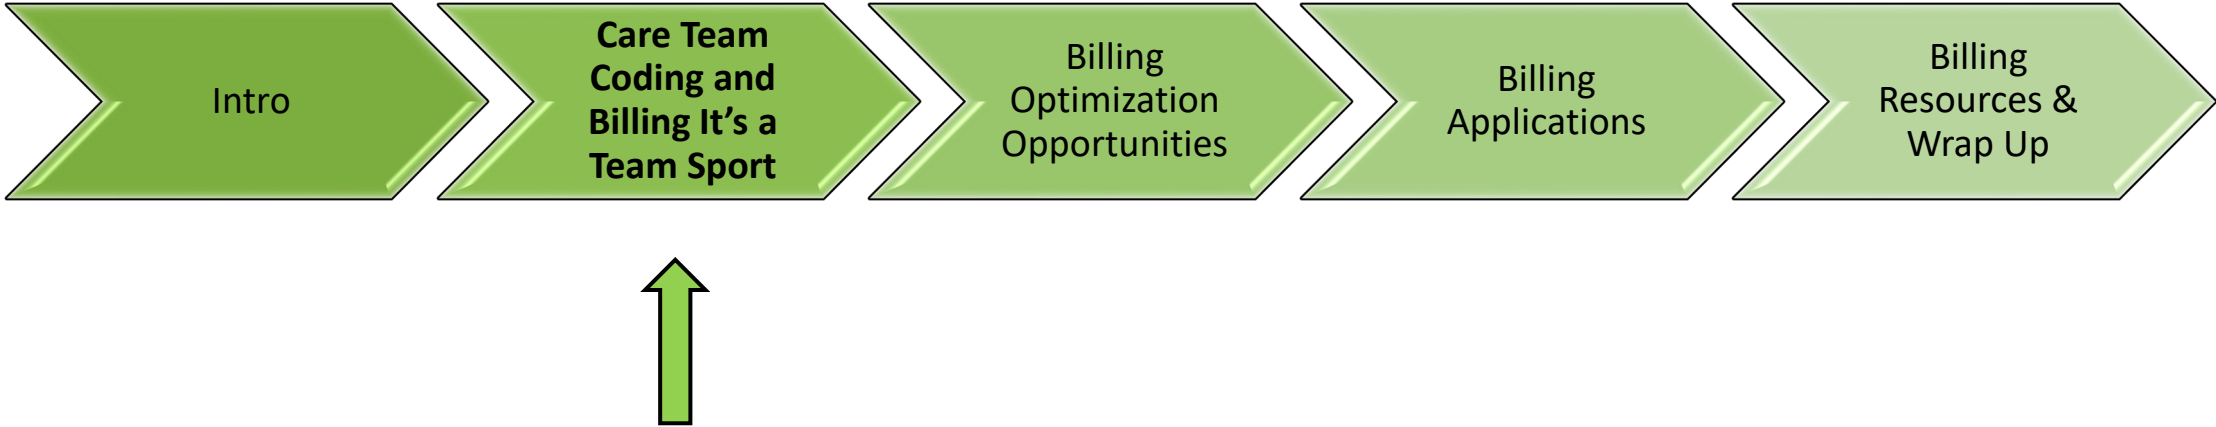 Intro
Care Team
Coding and
Billing It’s a
Team Sport
Billing
Optimization
Opportunities
Billing
Applications
Billing
Resources &
Wrap Up